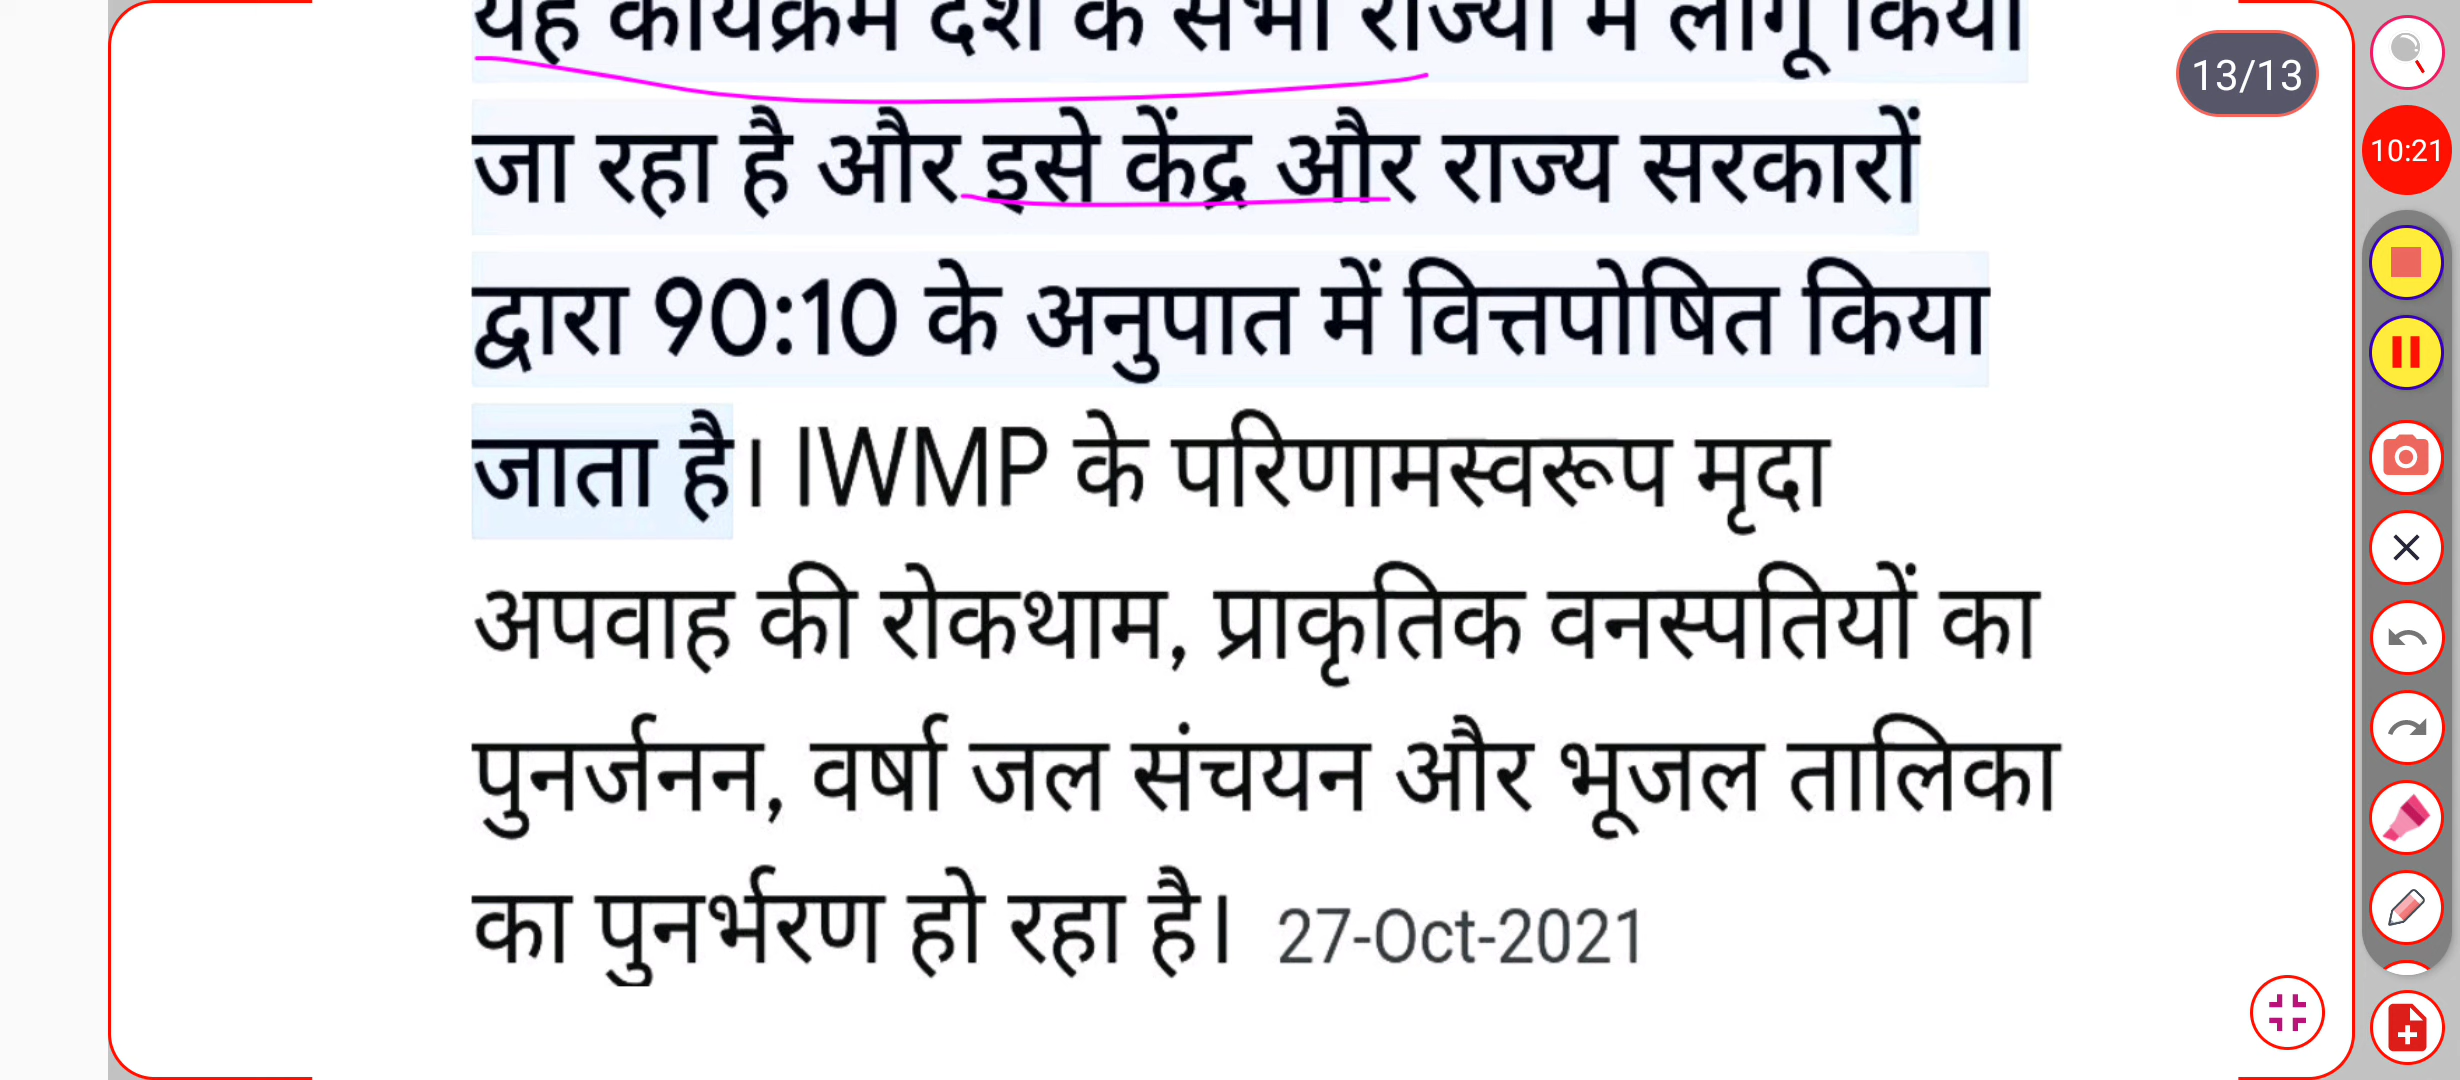 यह कार्यक्रम देश के सभी राज्यों में लागू किया
13/13
जा रहा है और इसे केंद्र और राज्य सरकारों
10:21
द्वारा 90:10 के अनुपात में वित्तपोषित किया
जाता है। IWMP के परिणामस्वरूप मृदा
अपवाह की रोकथाम, प्राकृतिक वनस्पतियों का
पुनर्जनन, वर्षा जल संचयन और भूजल तालिका
का पुनर्भरण हो रहा है। 27-Oct-2021